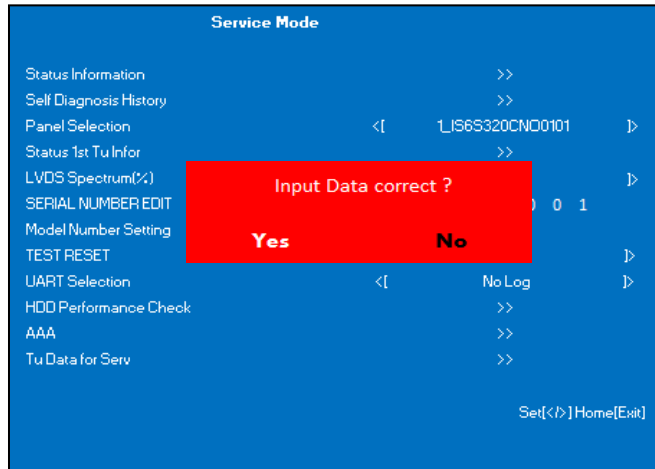 Service Mode
Status Information >>
Self Diagnosis History >>
Panel Selection <[ 1_IS6S320CNO0101 ]>
Status 1st Tu Infor >>
LVDS Spectrum(%) ]>
Input Data correct ?
SERIAL NUMBER EDIT 0 1
Model Number Setting
Yes No
TEST RESET ]>
UART Selection <[ No Log ]>
HDD Performance Check >>
AAA >>
Tu Data for Serv >>
Set[</>] Home[Exit]